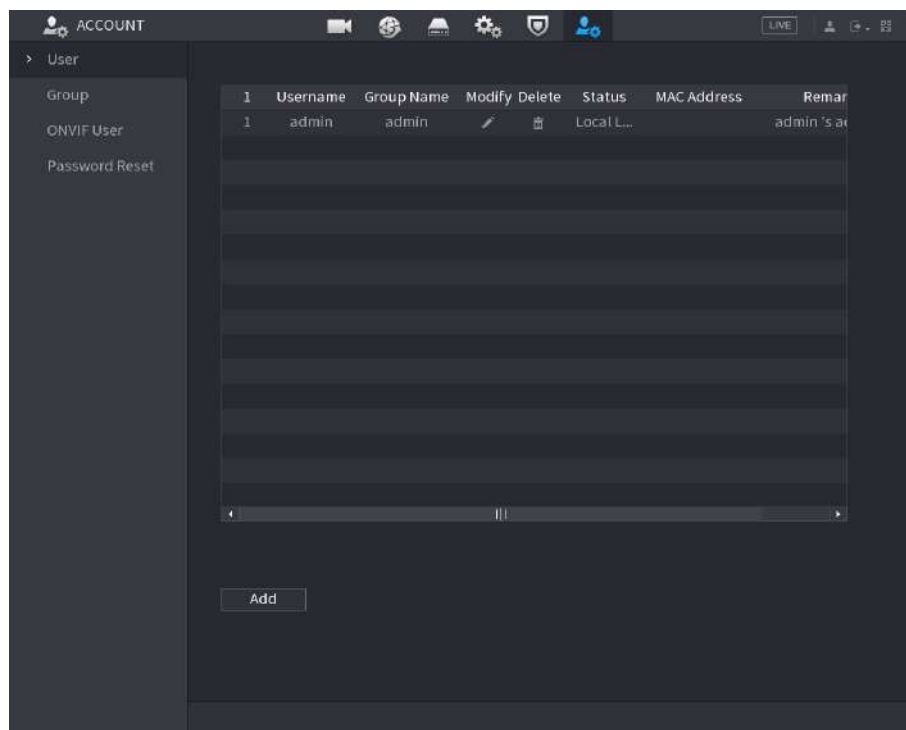 ACCOUNT LIVE
User
Group
ONVIF User
Password Reset
1 Username Group Name Modify Delete Status MAC Address Remar
1 admin admin Local L... admin 's a
Add